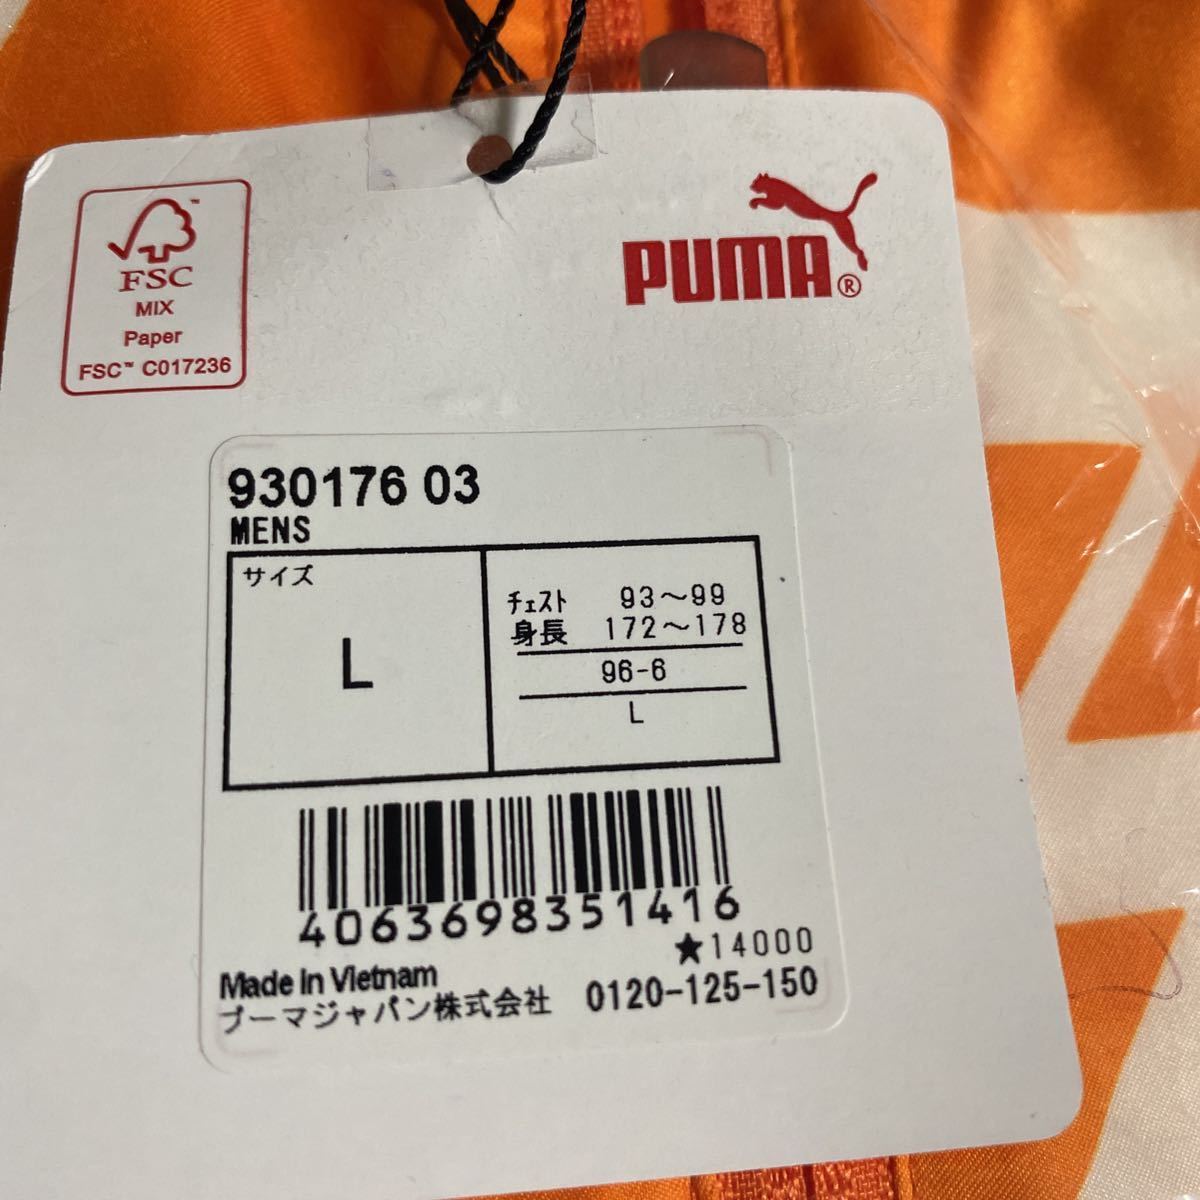 FSC™
MIX
Paper
FSC™ C017236
PUMA®
930176 03
MENS
サイズ
L
チェスト 93～99
身長 172～178
96-6
L
4063698351416
★14000
Made In Vietnam
プーマジャパン株式会社 0120-125-150